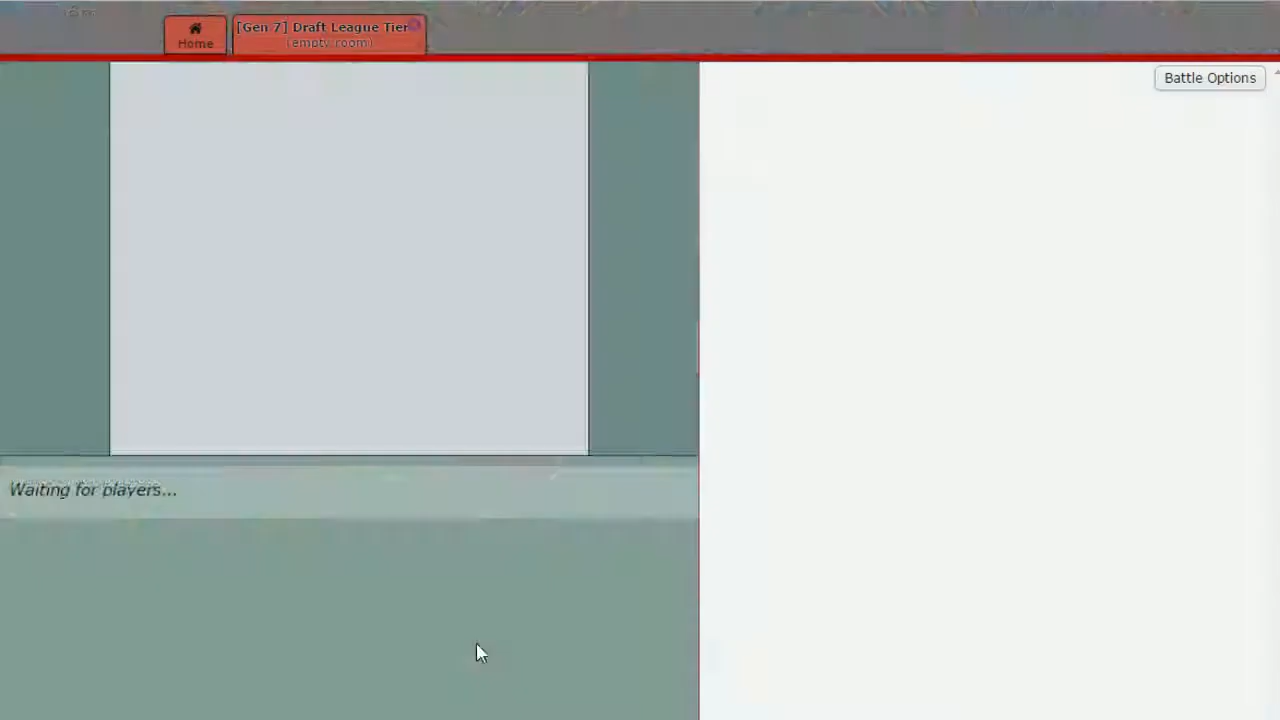 Home
[Gen 7] Draft League Tier
(empty room)
Battle Options
Waiting for players...